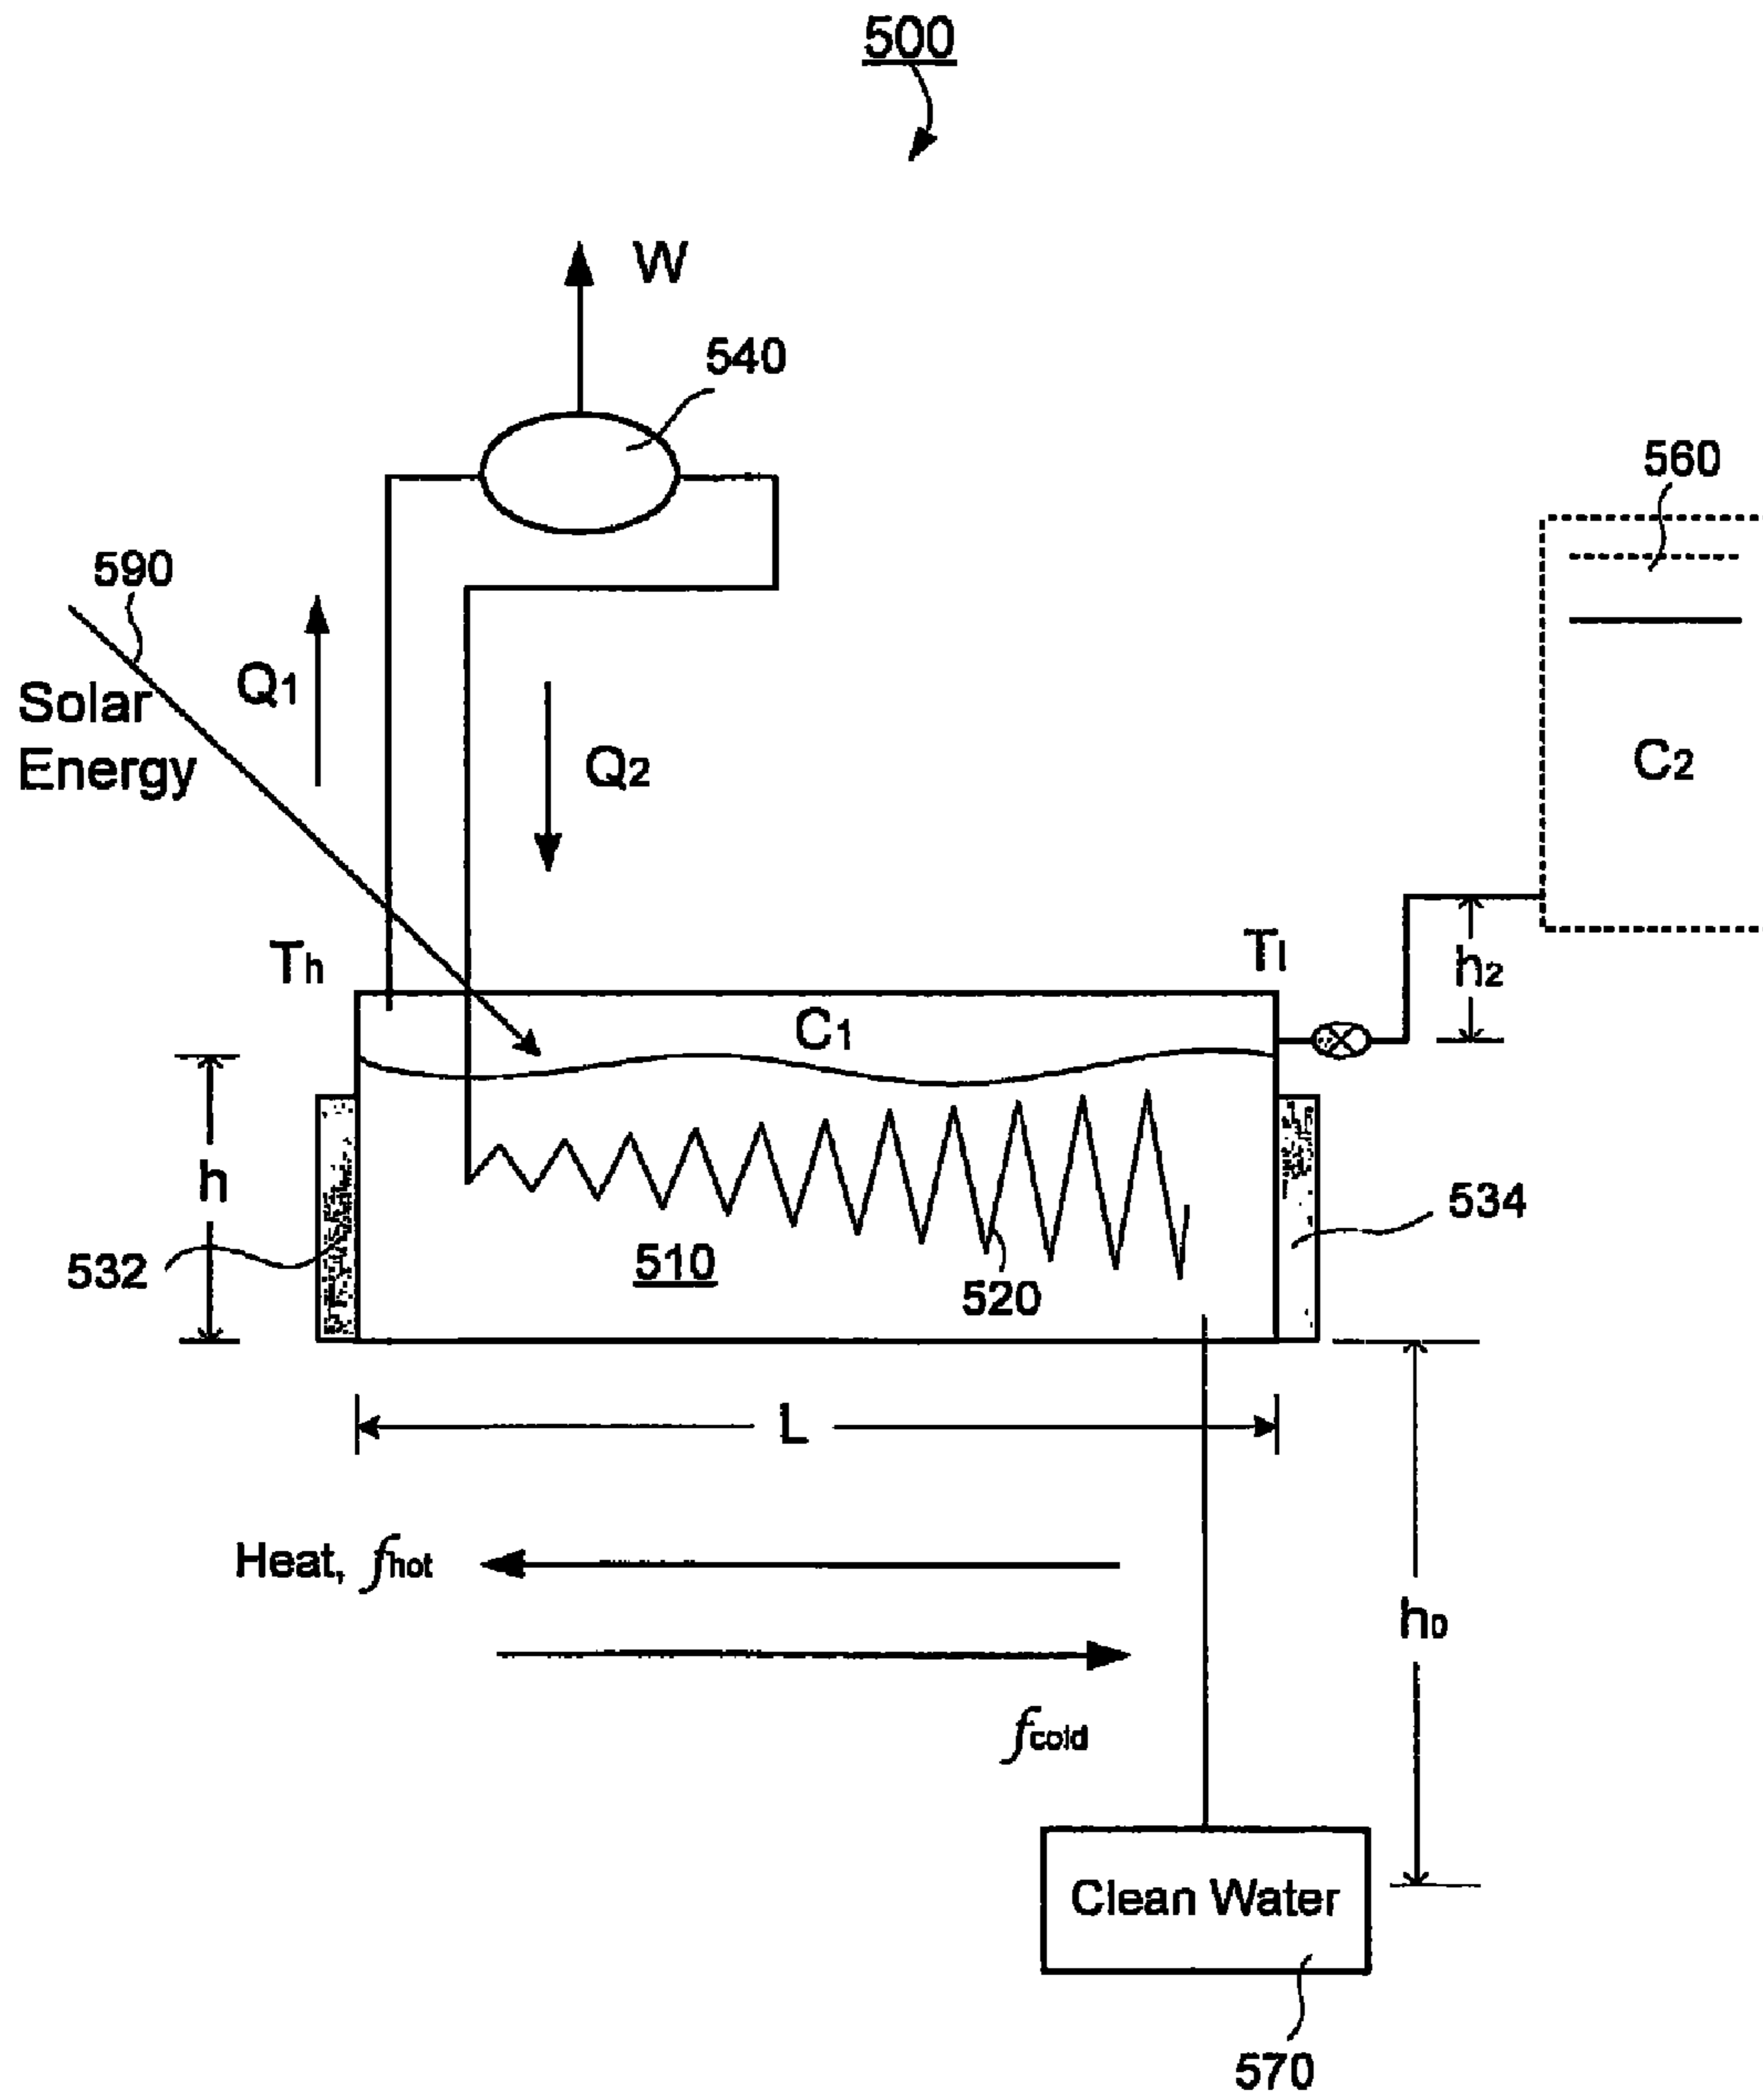 500
W
540
560
590
Solar
Energy
Q1
Q2
C2
Th
Tl
h2
C1
h
532
510
520
534
L
Heat, fhot
h0
fcold
Clean Water
570